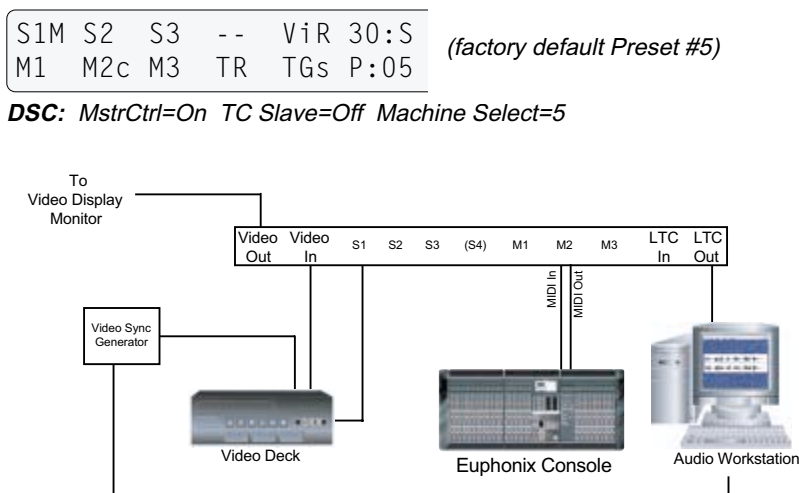 S1M S2 S3 -- ViR 30:S
M1 M2c M3 TR TGs P:05
(factory default Preset #5)
DSC: MstrCtrl=On TC Slave=Off Machine Select=5
To
Video Display
Monitor
Video Out
Video In
S1
S2
S3
(S4)
M1
M2
M3
LTC In
LTC Out
MIDI In
MIDI Out
Video Sync
Generator
Video Deck
Euphonix Console
Audio Workstation